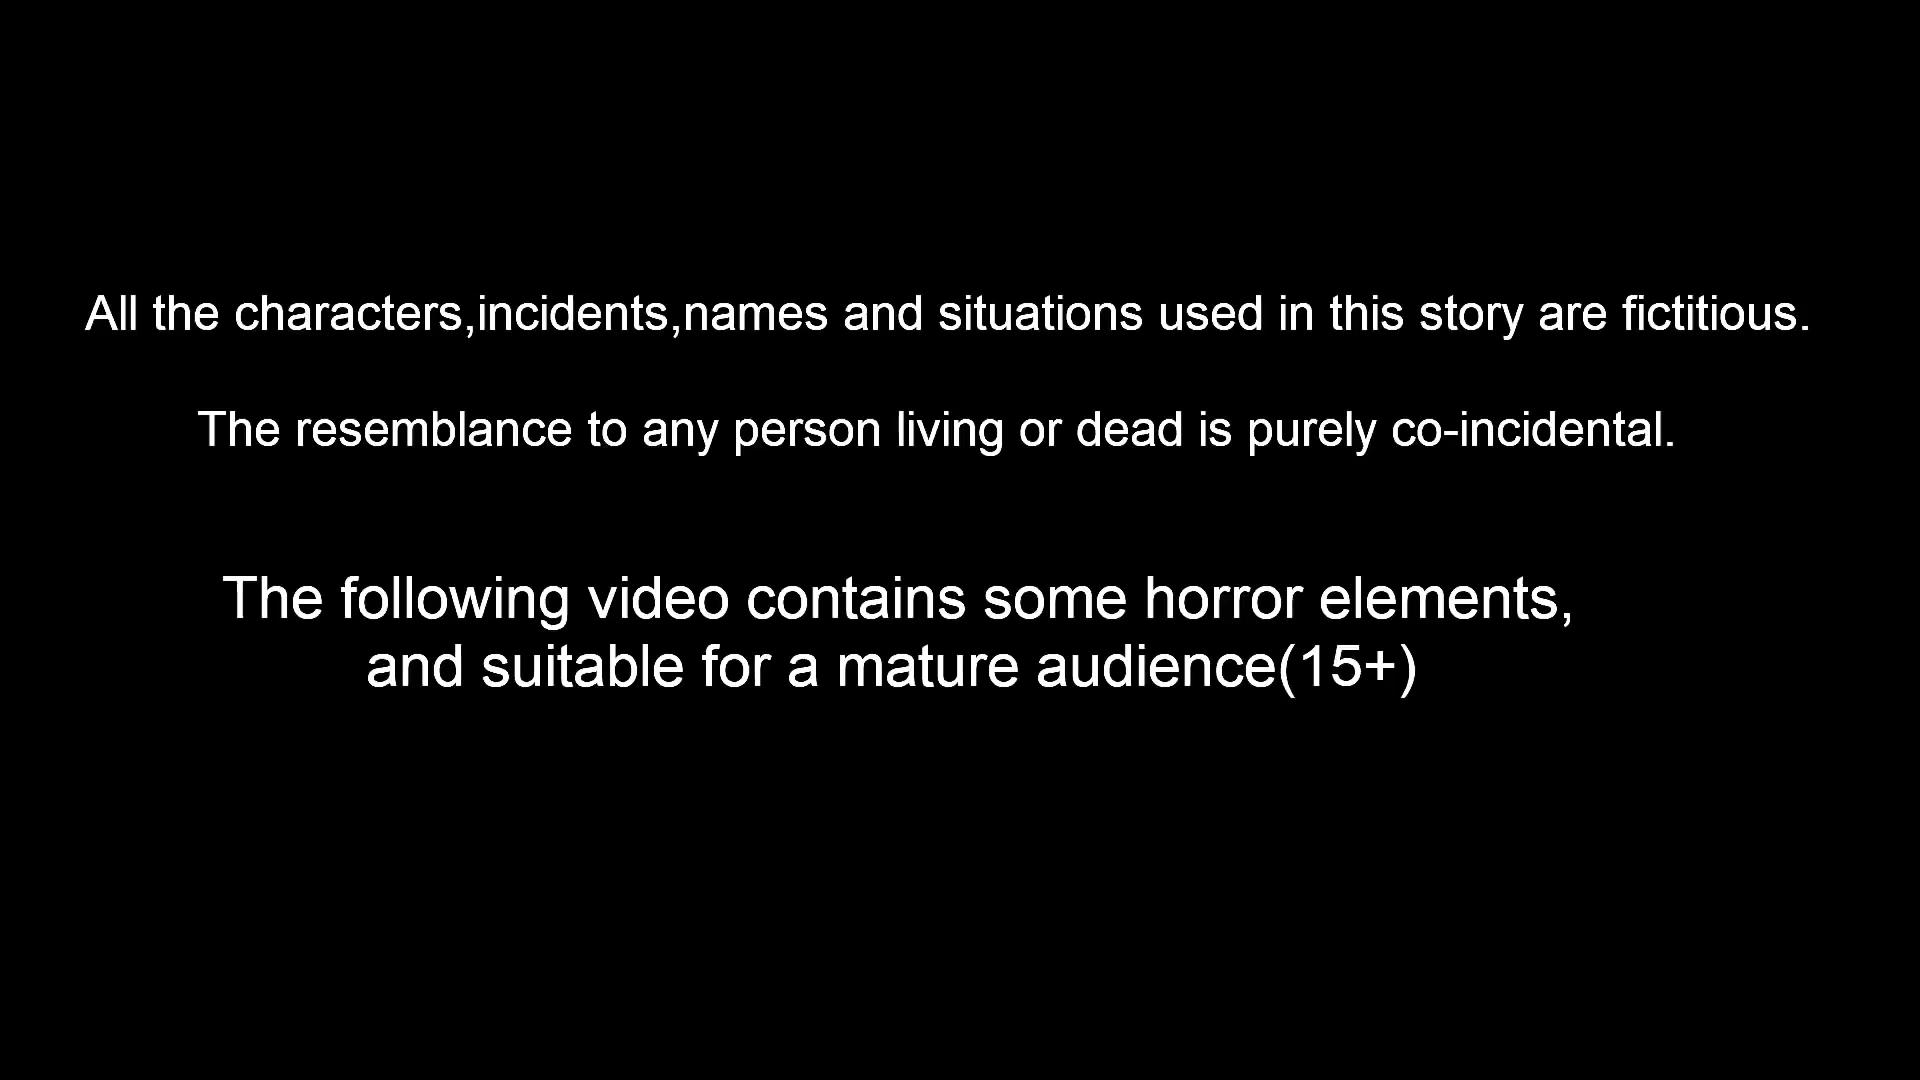 All the characters,incidents,names and situations used in this story are fictitious.
The resemblance to any person living or dead is purely co-incidental.
The following video contains some horror elements,
and suitable for a mature audience(15+)